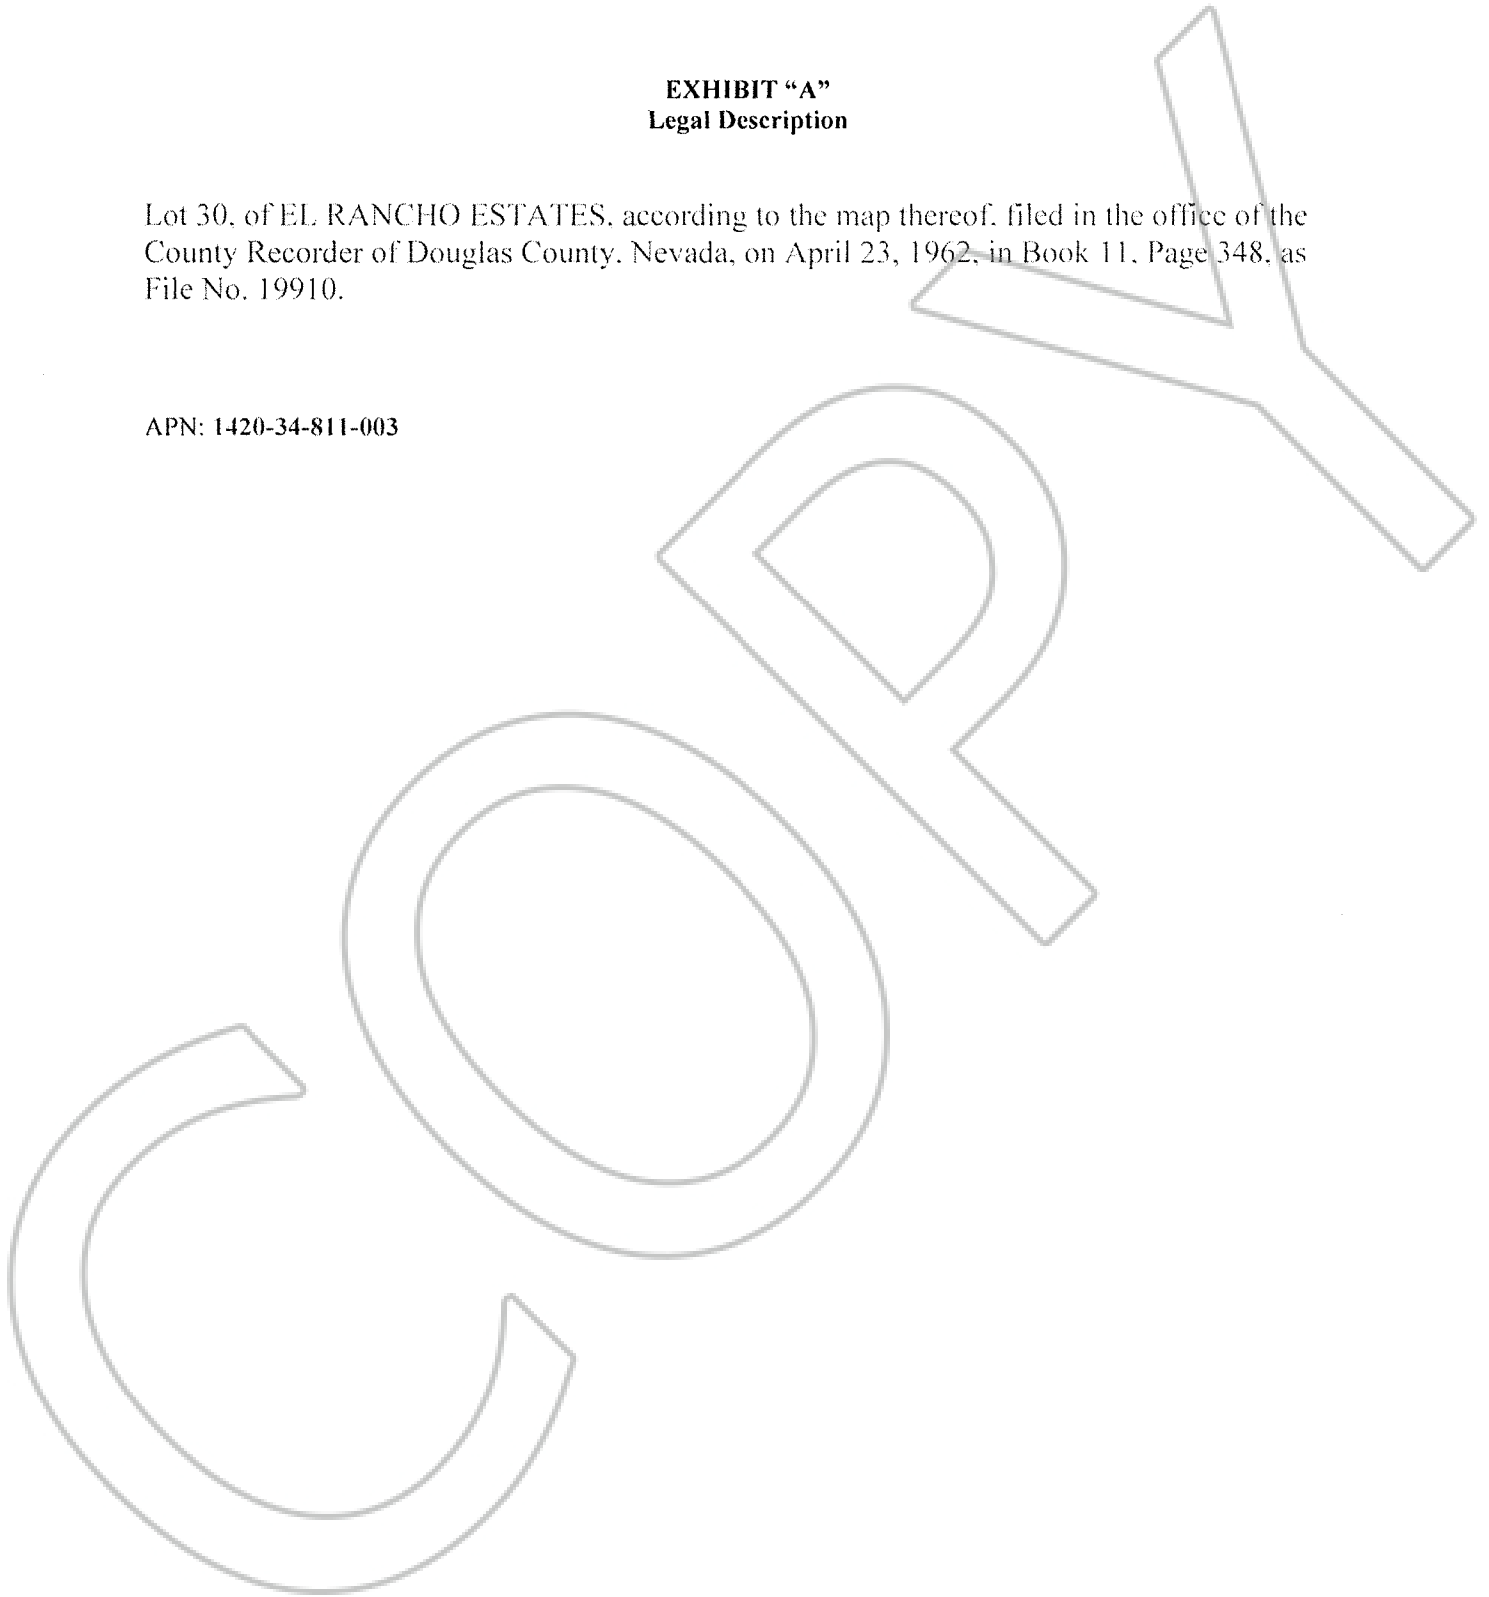 EXHIBIT “A”
Legal Description
Lot 30, of EL RANCHO ESTATES, according to the map thereof, filed in the office of the
County Recorder of Douglas County, Nevada, on April 23, 1962, in Book 11, Page 348, as
File No. 19910.
APN: 1420-34-811-003
COPY